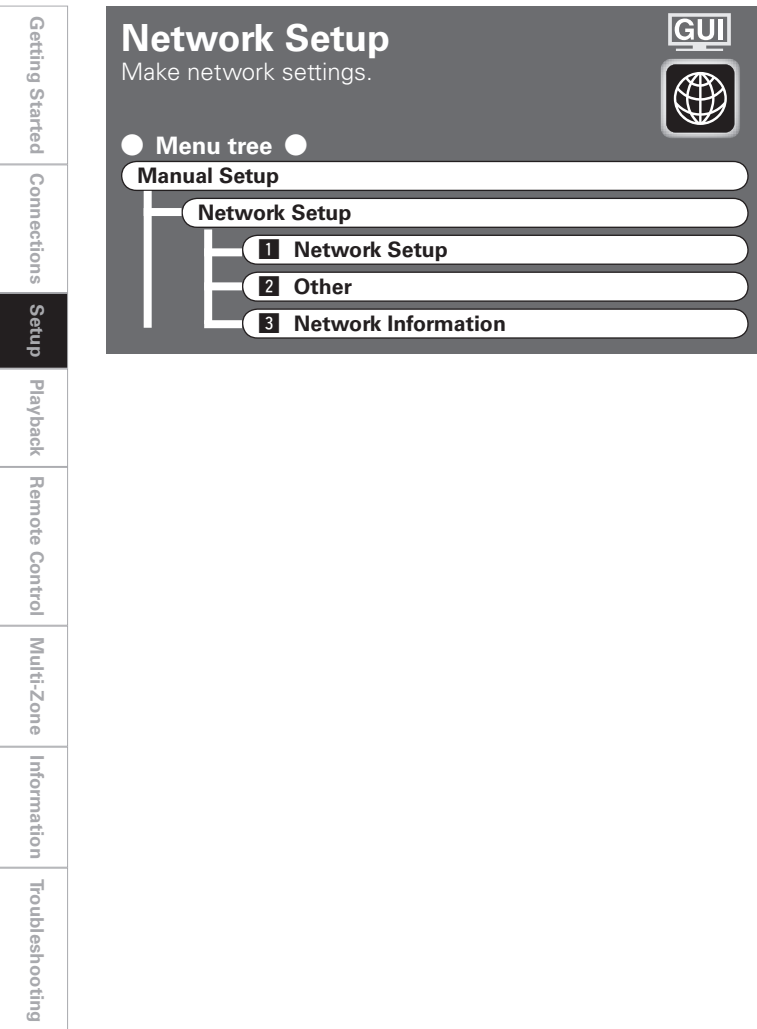 Getting Started
Connections
Setup
Playback
Remote Control
Multi-Zone
Information
Troubleshooting
Network Setup
GUI
Make network settings.
● Menu tree ●
Manual Setup
Network Setup
1 Network Setup
2 Other
3 Network Information